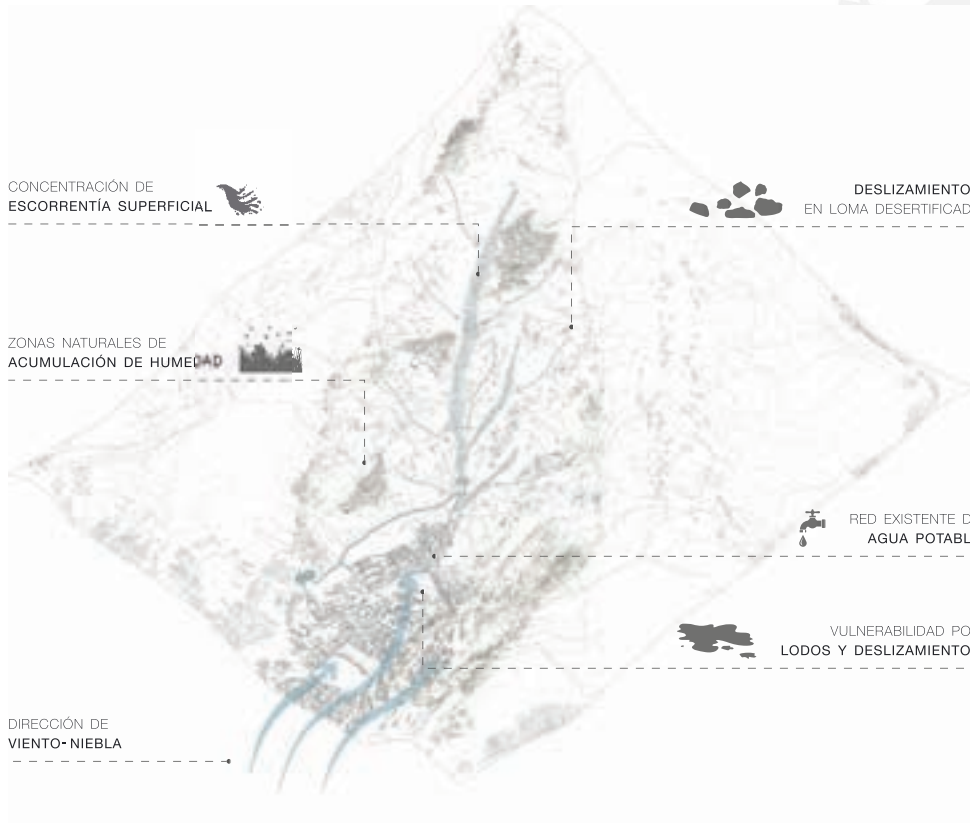 CONCENTRACIÓN DE
ESCORRENTÍA SUPERFICIAL
DESLIZAMIENTO
EN LOMA DESERTIFICAD
ZONAS NATURALES DE
ACUMULACIÓN DE HUMEDAD
RED EXISTENTE D
AGUA POTABL
VULNERABILIDAD PO
LODOS Y DESLIZAMIENTO
DIRECCIÓN DE
VIENTO-NIEBLA